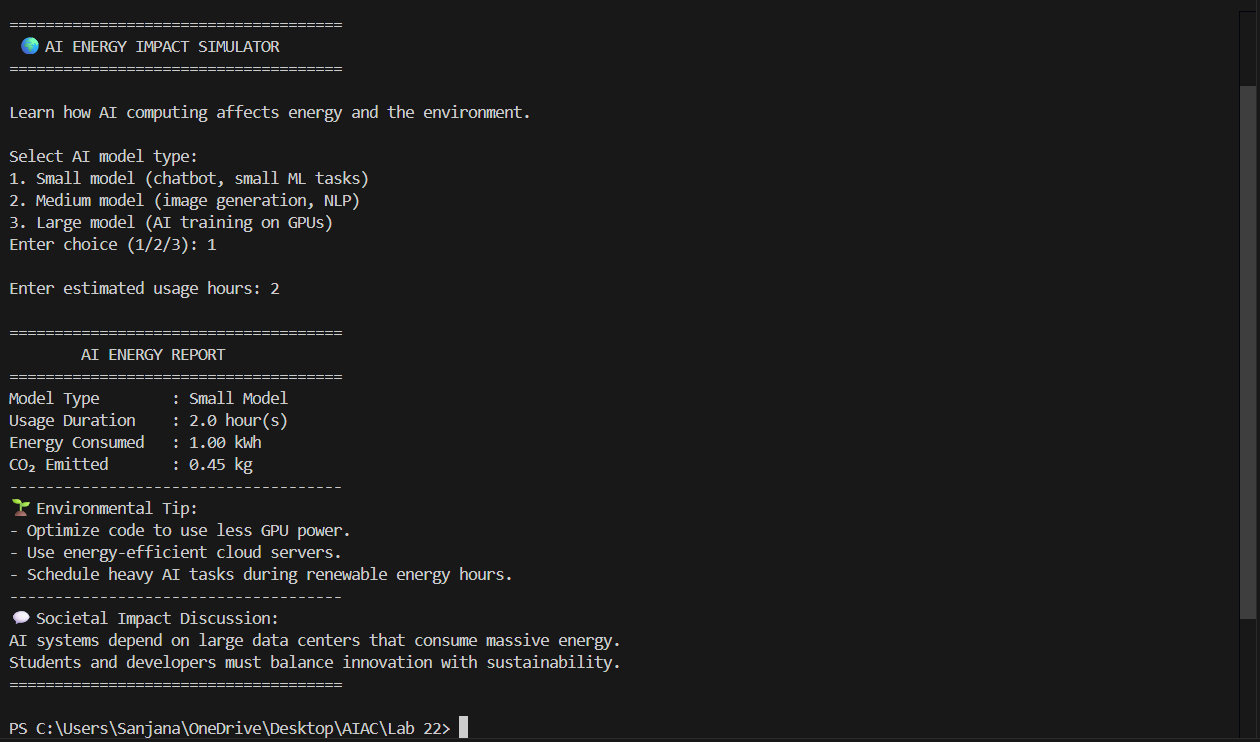 =====================================
🌍 AI ENERGY IMPACT SIMULATOR
=====================================
Learn how AI computing affects energy and the environment.
Select AI model type:
1. Small model (chatbot, small ML tasks)
2. Medium model (image generation, NLP)
3. Large model (AI training on GPUs)
Enter choice (1/2/3): 1
Enter estimated usage hours: 2
=====================================
AI ENERGY REPORT
=====================================
Model Type        : Small Model
Usage Duration    : 2.0 hour(s)
Energy Consumed   : 1.00 kWh
CO₂ Emitted       : 0.45 kg
-------------------------------------
🌱 Environmental Tip:
- Optimize code to use less GPU power.
- Use energy-efficient cloud servers.
- Schedule heavy AI tasks during renewable energy hours.
-------------------------------------
💬 Societal Impact Discussion:
AI systems depend on large data centers that consume massive energy.
Students and developers must balance innovation with sustainability.
=====================================
PS C:\Users\Sanjana\OneDrive\Desktop\AIAC\Lab 22>